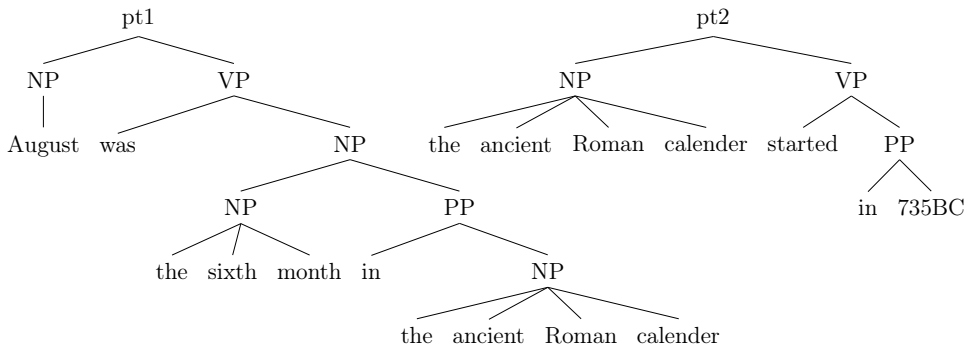 pt1 pt2
NP VP NP VP
August was NP the ancient Roman calender started PP
NP PP in 735BC
the sixth month in NP
the ancient Roman calender